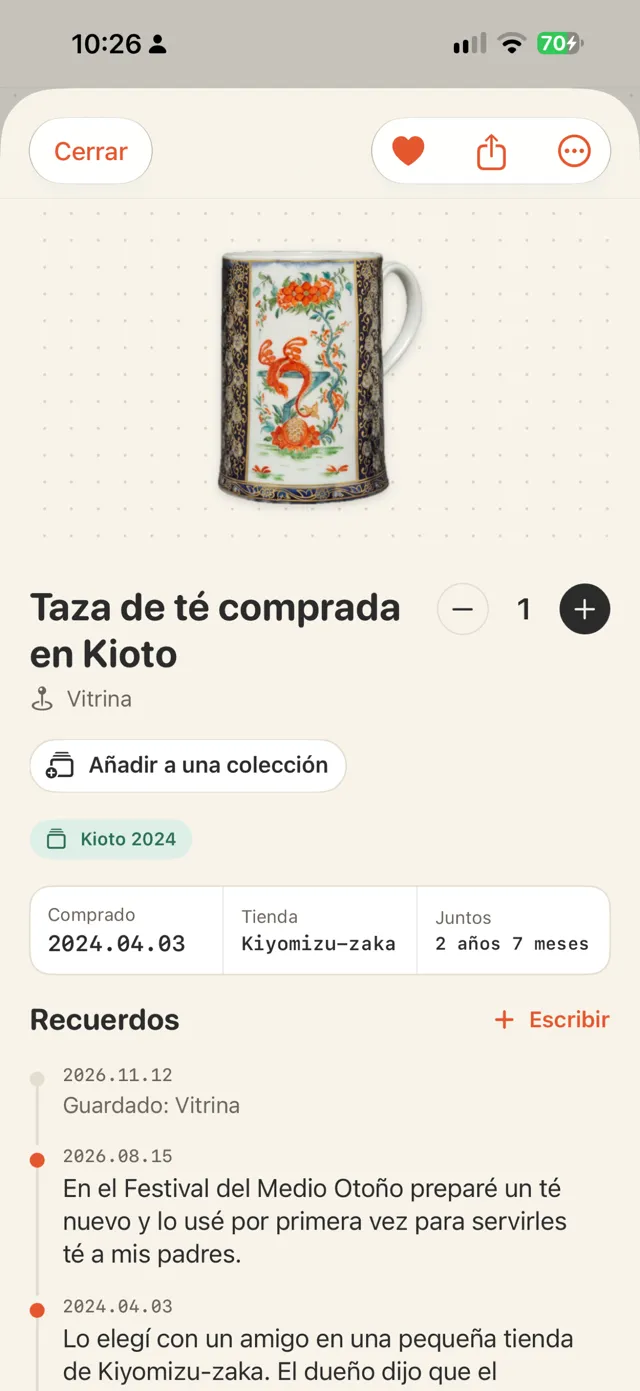 10:26
70
Cerrar
Taza de té comprada
en Kioto
1
Vitrina
Añadir a una colección
Kioto 2024
Comprado
2024.04.03
Tienda
Kiyomizu-zaka
Juntos
2 años 7 meses
Recuerdos
+ Escribir
2026.11.12
Guardado: Vitrina
2026.08.15
En el Festival del Medio Otoño preparé un té
nuevo y lo usé por primera vez para servirles
té a mis padres.
2024.04.03
Lo elegí con un amigo en una pequeña tienda
de Kiyomizu-zaka. El dueño dijo que el